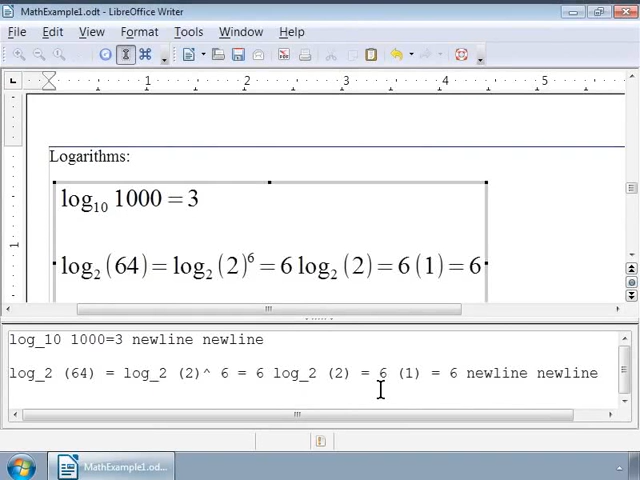 MathExample1.odt - LibreOffice Writer
File Edit View Format Tools Window Help
1 2 3 4 5
1
Logarithms:
log₁₀ 1000 = 3
log₂ (64) = log₂ (2)⁶ = 6 log₂ (2) = 6 (1) = 6
log_10 1000=3 newline newline
log_2 (64) = log_2 (2)^ 6 = 6 log_2 (2) = 6 (1) = 6 newline newline
MathExample1.od...